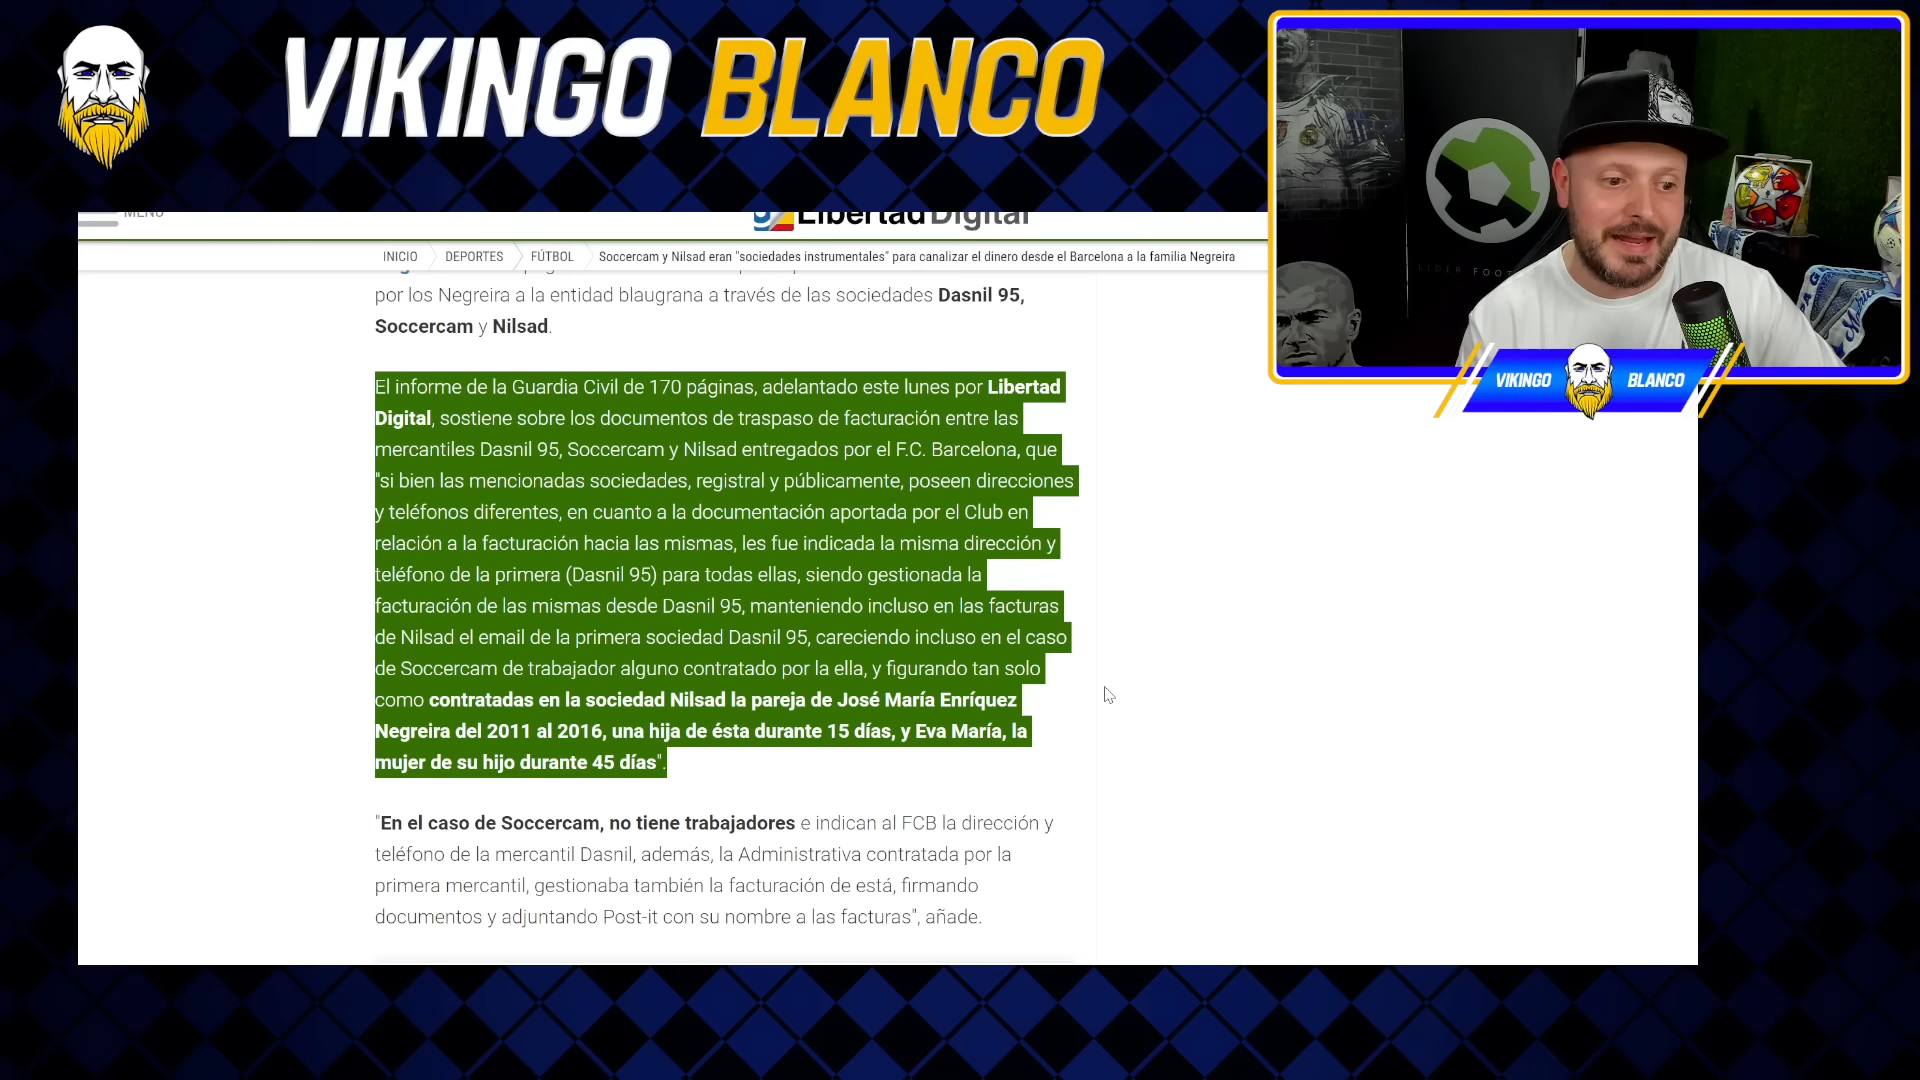 VIKINGO BLANCO
MENÚ
Libertad Digital
INICIO
DEPORTES
FÚTBOL
Soccercam y Nilsad eran "sociedades instrumentales" para canalizar el dinero desde el Barcelona a la familia Negreira
por los Negreira a la entidad blaugrana a través de las sociedades Dasnil 95,
Soccercam y Nilsad.
El informe de la Guardia Civil de 170 páginas, adelantado este lunes por Libertad
Digital, sostiene sobre los documentos de traspaso de facturación entre las
mercantiles Dasnil 95, Soccercam y Nilsad entregados por el F.C. Barcelona, que
"si bien las mencionadas sociedades, registral y públicamente, poseen direcciones
y teléfonos diferentes, en cuanto a la documentación aportada por el Club en
relación a la facturación hacia las mismas, les fue indicada la misma dirección y
teléfono de la primera (Dasnil 95) para todas ellas, siendo gestionada la
facturación de las mismas desde Dasnil 95, manteniendo incluso en las facturas
de Nilsad el email de la primera sociedad Dasnil 95, careciendo incluso en el caso
de Soccercam de trabajador alguno contratado por la ella, y figurando tan solo
como contratadas en la sociedad Nilsad la pareja de José María Enríquez
Negreira del 2011 al 2016, una hija de ésta durante 15 días, y Eva María, la
mujer de su hijo durante 45 días".
"En el caso de Soccercam, no tiene trabajadores e indican al FCB la dirección y
teléfono de la mercantil Dasnil, además, la Administrativa contratada por la
primera mercantil, gestionaba también la facturación de está, firmando
documentos y adjuntando Post-it con su nombre a las facturas", añade.
VIKINGO BLANCO